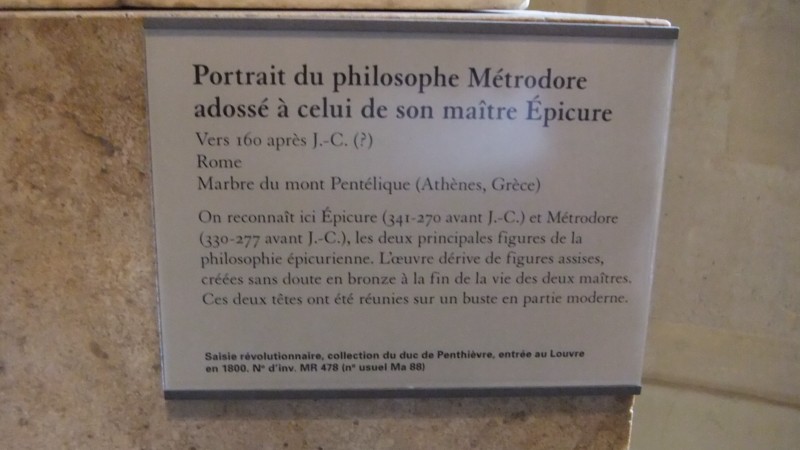 Portrait du philosophe Métrodore
adossé à celui de son maître Épicure
Vers 160 après J.-C. (?)
Rome
Marbre du mont Pentélique (Athènes, Grèce)
On reconnaît ici Épicure (341-270 avant J.-C.) et Métrodore
(330-277 avant J.-C.), les deux principales figures de la
philosophie épicurienne. L'œuvre dérive de figures assises,
créées sans doute en bronze à la fin de la vie des deux maîtres.
Ces deux têtes ont été réunies sur un buste en partie moderne.
Saisie révolutionnaire, collection du duc de Penthièvre, entrée au Louvre
en 1800. Nº d'inv. MR 478 (nº usuel Ma 88)